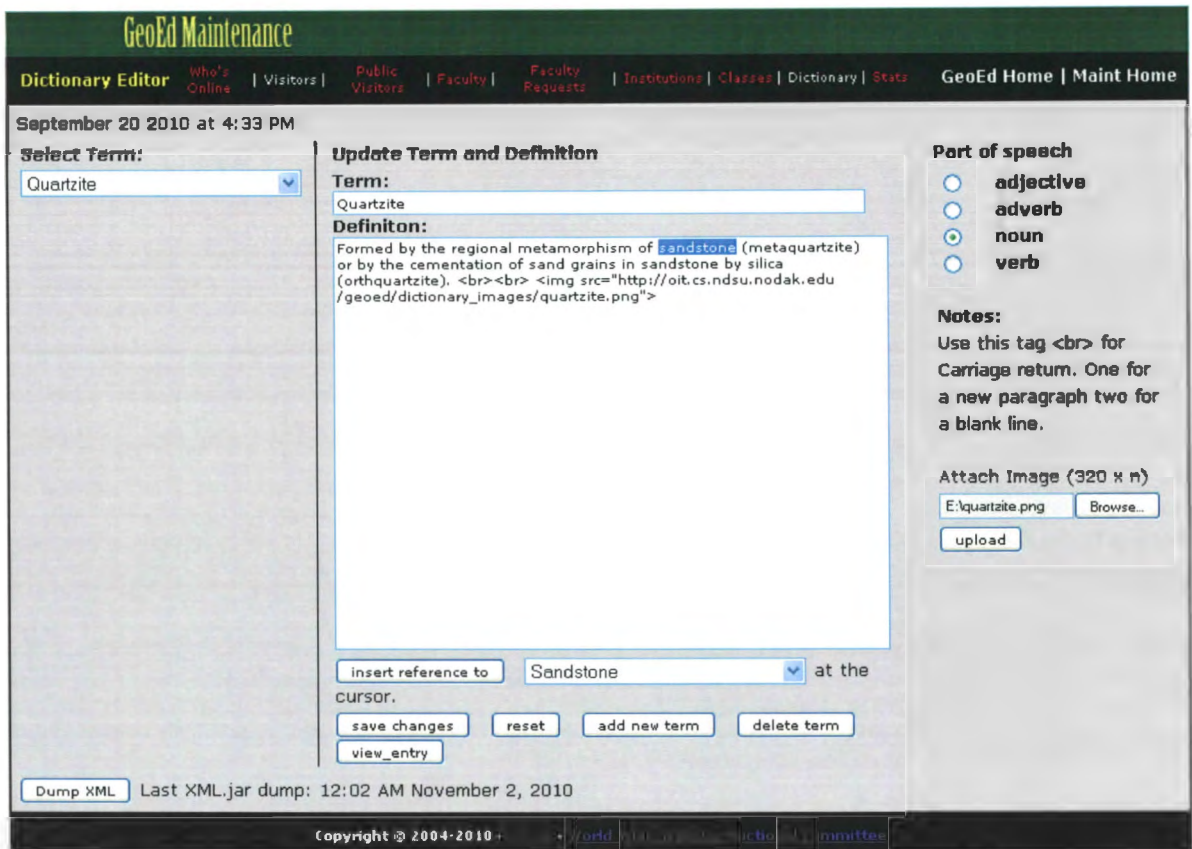 GeoEd Maintenance
Dictionary Editor Who's Online | Visitors | Public Visitors | Faculty | Faculty Requests | Institutions | Classes | Dictionary | Stats GeoEd Home | Maint Home
September 20 2010 at 4:33 PM
Select Term:
Quartzite
Update Term and Definition
Term:
Quartzite
Definiton:
Formed by the regional metamorphism of sandstone (metaquartzite)
or by the cementation of sand grains in sandstone by silica
(orthquartzite). <br><br> <img src="http://oit.cs.ndsu.nodak.edu
/geoed/dictionary_images/quartzite.png">
insert reference to Sandstone at the
cursor.
save changes reset add new term delete term
view_entry
Part of speech
adjective
adverb
noun
verb
Notes:
Use this tag <br> for
Carriage return. One for
a new paragraph two for
a blank line.
Attach Image (320 x n)
E:\quartzite.png Browse...
upload
Dump XML Last XML.jar dump: 12:02 AM November 2, 2010
Copyright © 2004-2010